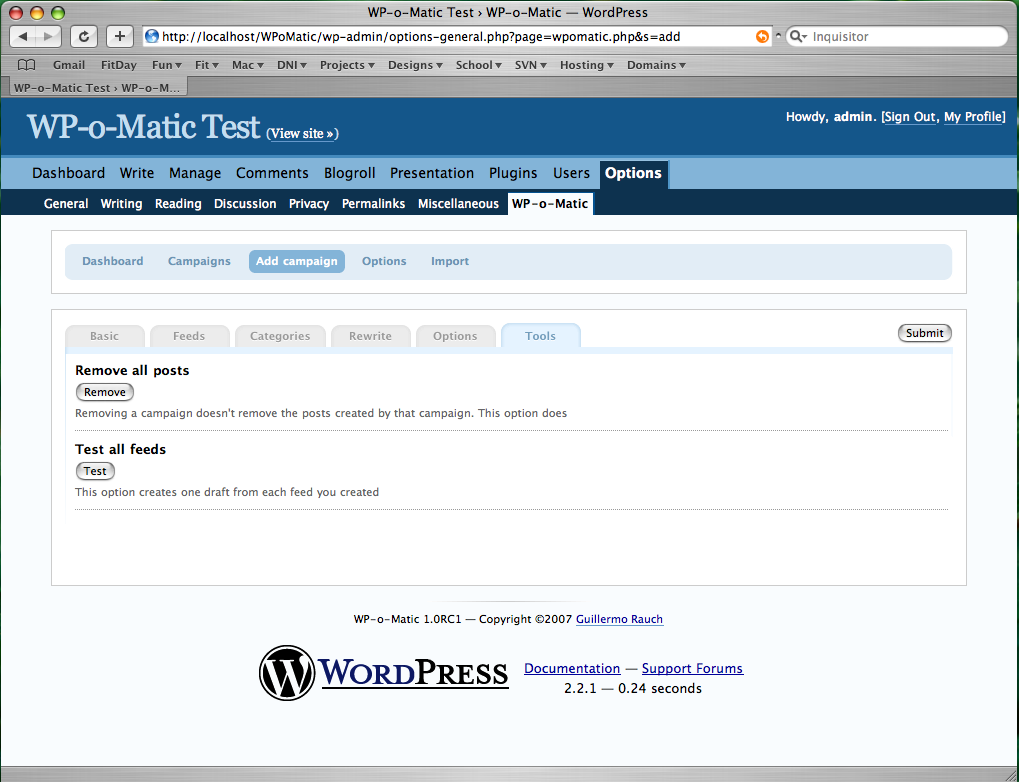 WP-o-Matic Test › WP-o-Matic — WordPress
http://localhost/WPoMatic/wp-admin/options-general.php?page=wpomatic.php&s=add
Inquisitor
Gmail FitDay Fun Fit Mac DNI Projects Designs School SVN Hosting Domains
WP-o-Matic Test › WP-o-M...
WP-o-Matic Test (View site »)
Howdy, admin. [Sign Out, My Profile]
Dashboard Write Manage Comments Blogroll Presentation Plugins Users Options
General Writing Reading Discussion Privacy Permalinks Miscellaneous WP-o-Matic
Dashboard Campaigns Add campaign Options Import
Basic Feeds Categories Rewrite Options Tools Submit
Remove all posts
Remove
Removing a campaign doesn't remove the posts created by that campaign. This option does
Test all feeds
Test
This option creates one draft from each feed you created
WP-o-Matic 1.0RC1 — Copyright ©2007 Guillermo Rauch
WORDPRESS
Documentation — Support Forums
2.2.1 — 0.24 seconds